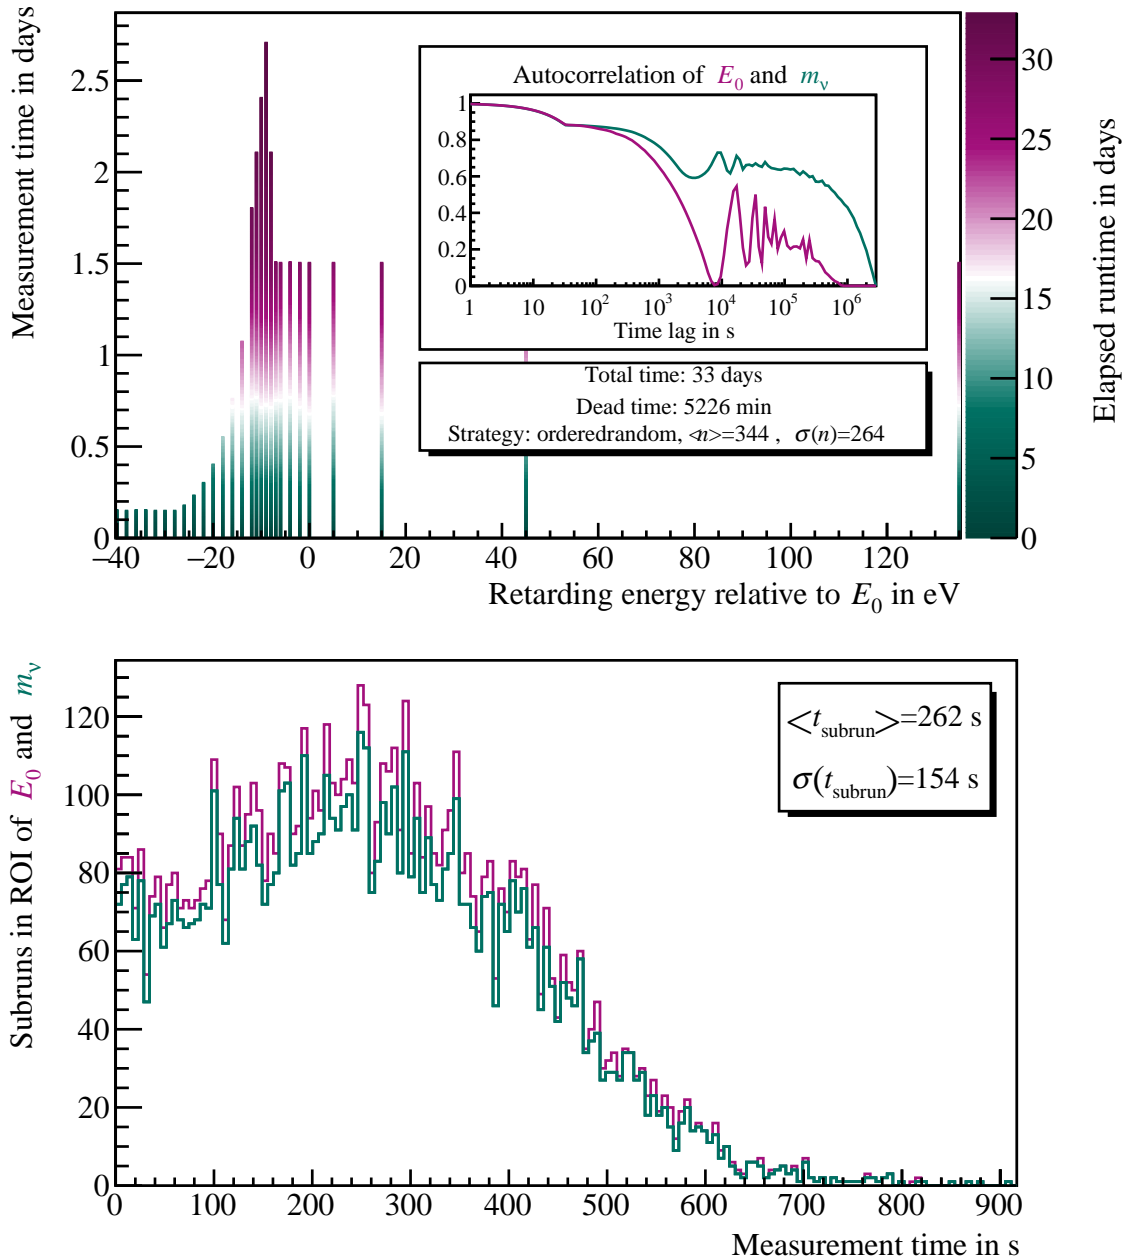 Measurement time in days
2.5
2
1.5
1
0.5
0
−40 −20 0 20 40 60 80 100 120
Retarding energy relative to E₀ in eV
Autocorrelation of E₀ and mᵥ
1
0.8
0.6
0.4
0.2
0
1 10 10² 10³ 10⁴ 10⁵ 10⁶
Time lag in s
Total time: 33 days
Dead time: 5226 min
Strategy: orderedrandom, <n>=344 , σ(n)=264
30
25
20
15
10
5
0
Elapsed runtime in days
Subruns in ROI of E₀ and mᵥ
120
100
80
60
40
20
0
<t_subrun>=262 s
σ(t_subrun)=154 s
0 100 200 300 400 500 600 700 800 900
Measurement time in s